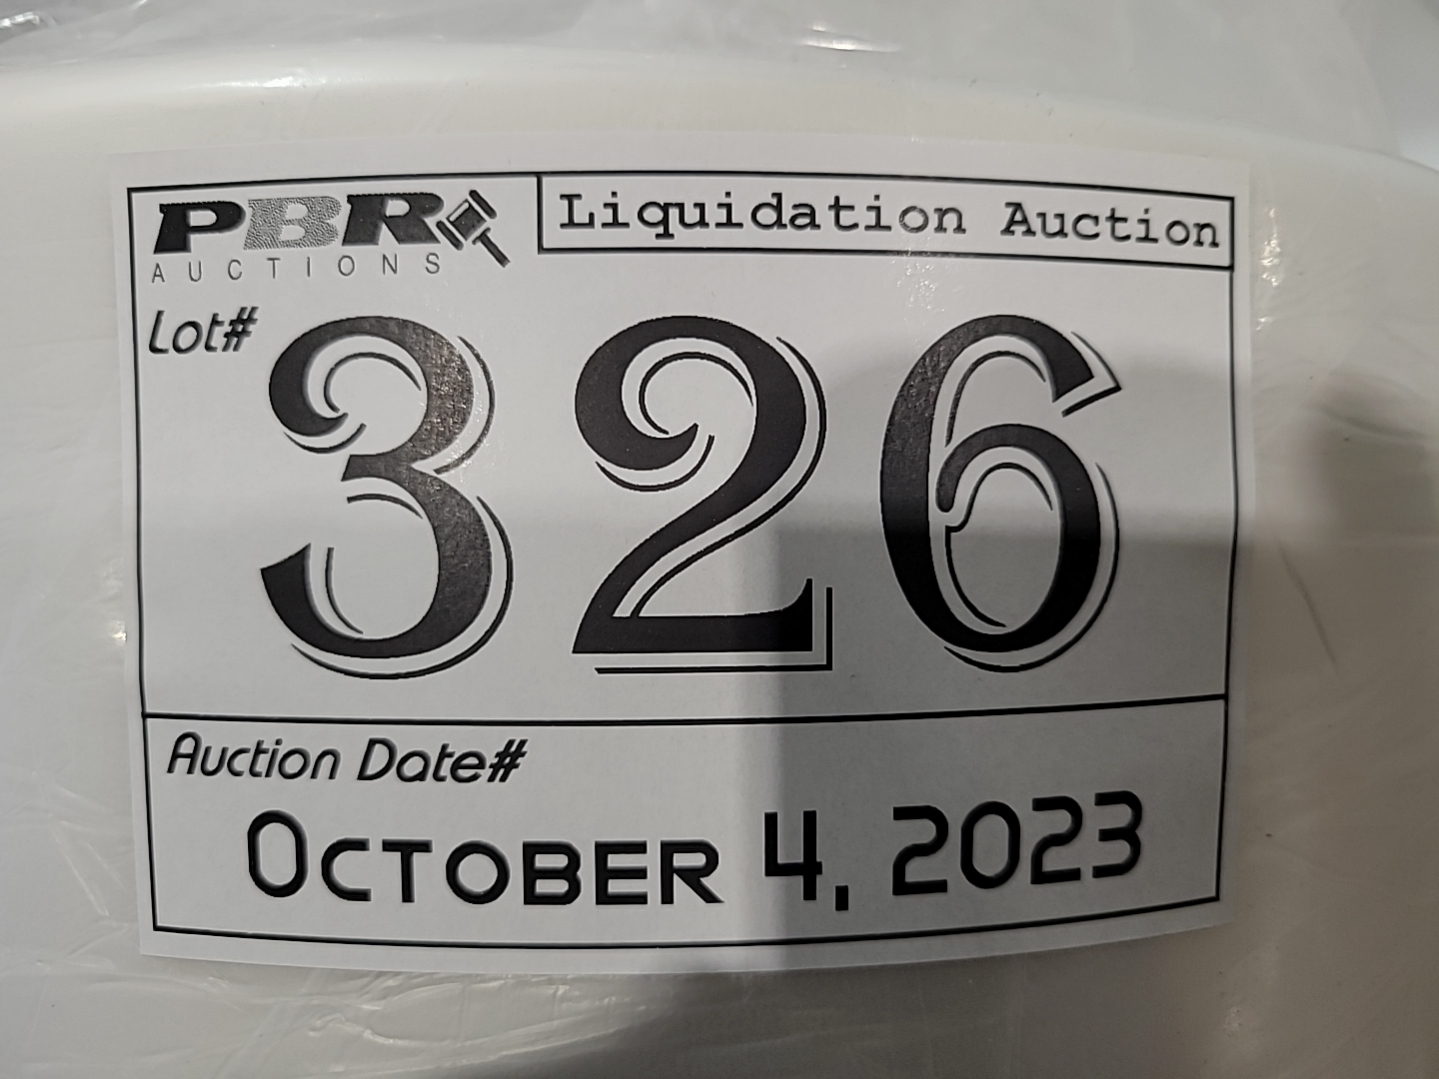 PBR
AUCTIONS
Liquidation Auction
Lot#
326
Auction Date#
October 4, 2023